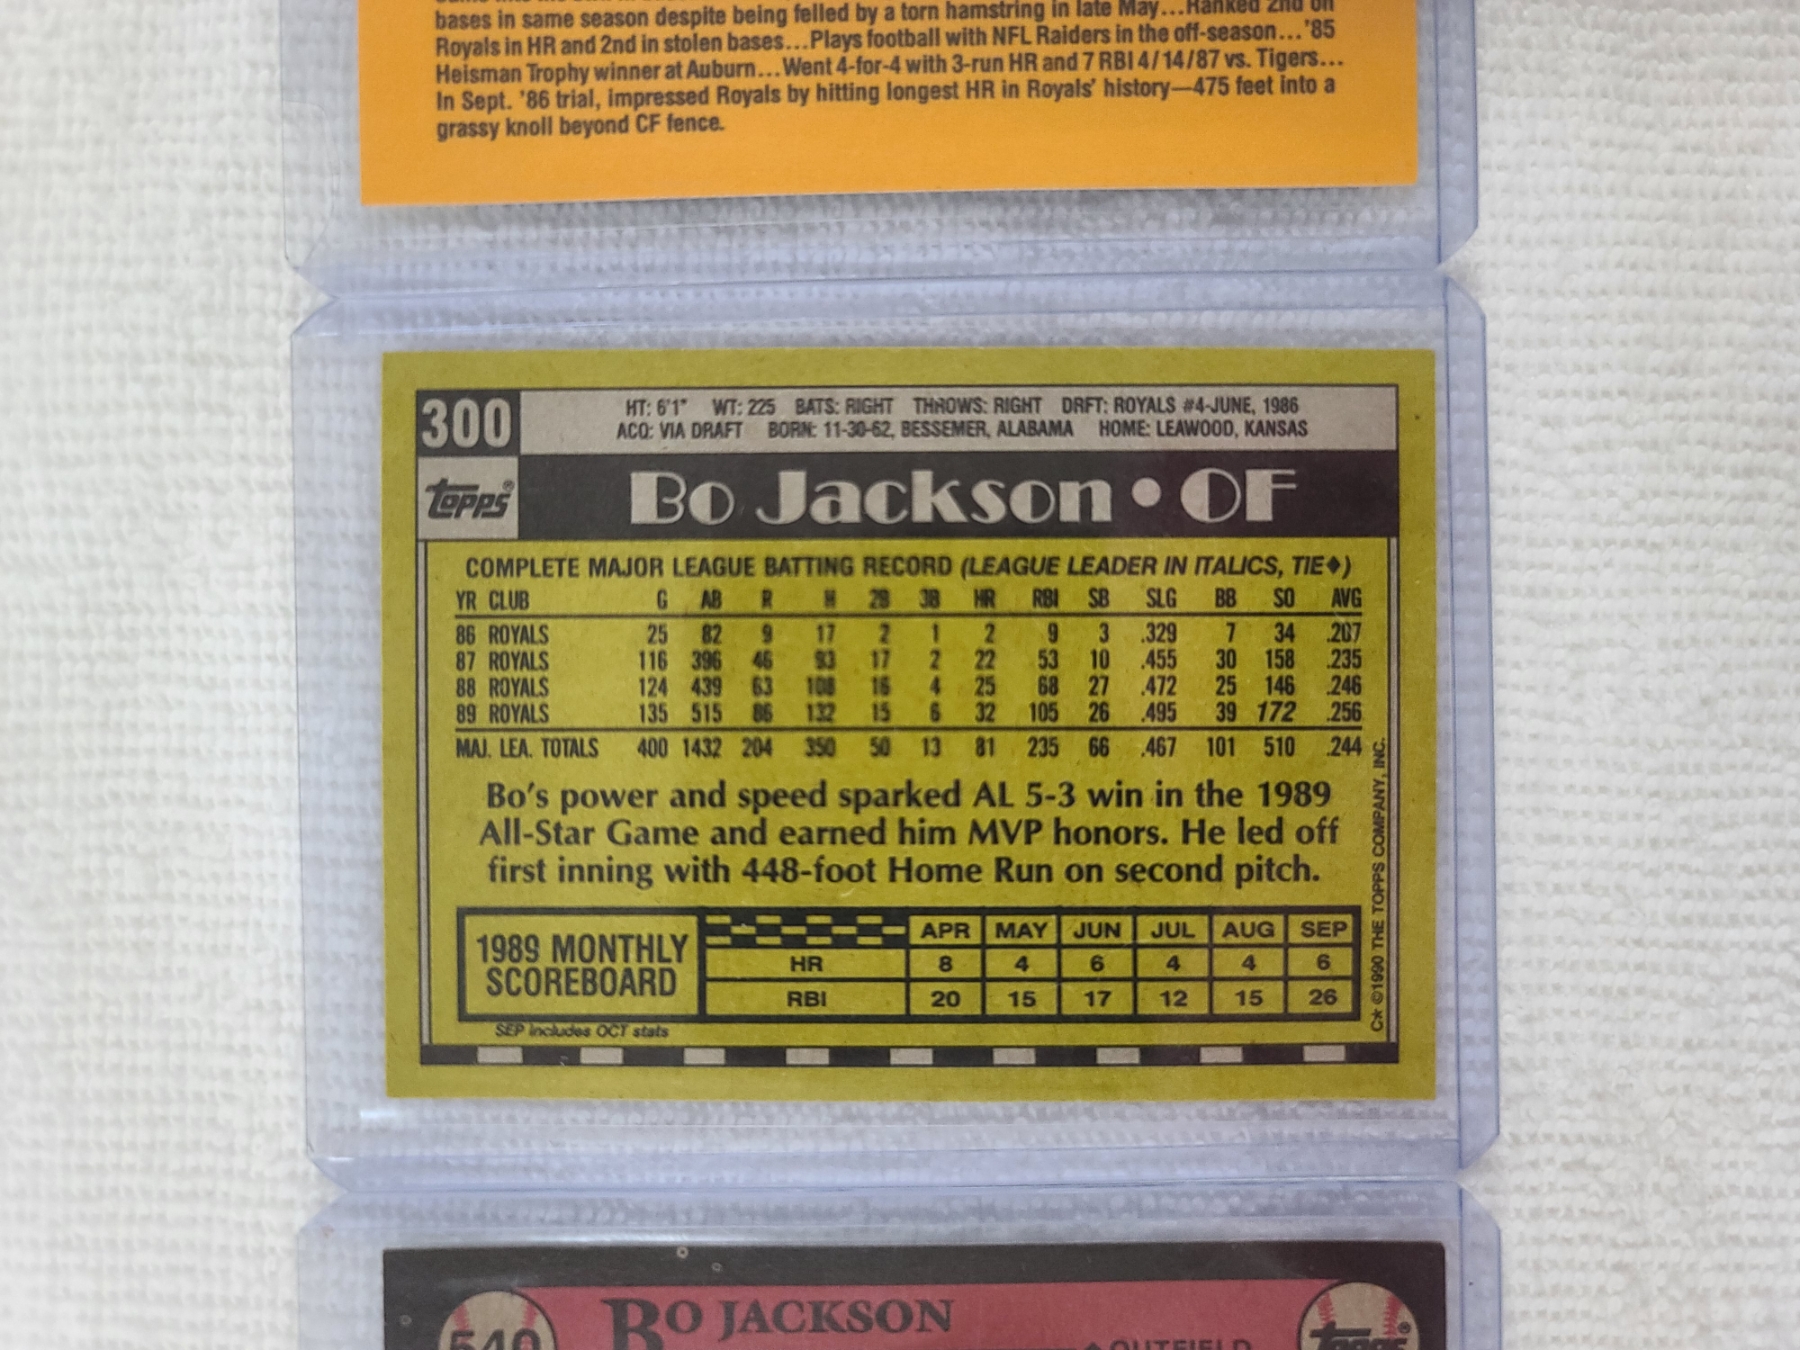 bases in same season despite being felled by a torn hamstring in late May...Ranked 2nd on
Royals in HR and 2nd in stolen bases...Plays football with NFL Raiders in the off-season...'85
Heisman Trophy winner at Auburn...Went 4-for-4 with 3-run HR and 7 RBI 4/14/87 vs. Tigers...
In Sept. '86 trial, impressed Royals by hitting longest HR in Royals' history—475 feet into a
grassy knoll beyond CF fence.
300
HT: 6'1" WT: 225 BATS: RIGHT THROWS: RIGHT DRFT: ROYALS #4-JUNE, 1986
ACQ: VIA DRAFT BORN: 11-30-62, BESSEMER, ALABAMA HOME: LEAWOOD, KANSAS
Topps®
Bo Jackson • OF
COMPLETE MAJOR LEAGUE BATTING RECORD (LEAGUE LEADER IN ITALICS, TIE♦)
YR CLUB G AB R H 2B 3B HR RBI SB SLG BB SO AVG
86 ROYALS 25 82 9 17 2 1 2 9 3 .329 7 34 .207
87 ROYALS 116 396 46 93 17 2 22 53 10 .455 30 158 .235
88 ROYALS 124 439 63 108 16 4 25 68 27 .472 25 146 .246
89 ROYALS 135 515 86 132 15 6 32 105 26 .495 39 172 .256
MAJ. LEA. TOTALS 400 1432 204 350 50 13 81 235 66 .467 101 510 .244
Bo's power and speed sparked AL 5-3 win in the 1989
All-Star Game and earned him MVP honors. He led off
first inning with 448-foot Home Run on second pitch.
1989 MONTHLY
SCOREBOARD
APR MAY JUN JUL AUG SEP
HR 8 4 6 4 4 6
RBI 20 15 17 12 15 26
SEP includes OCT stats
C* ©1990 THE TOPPS COMPANY, INC.
540
BO JACKSON
♦OUTFIELD
Topps®